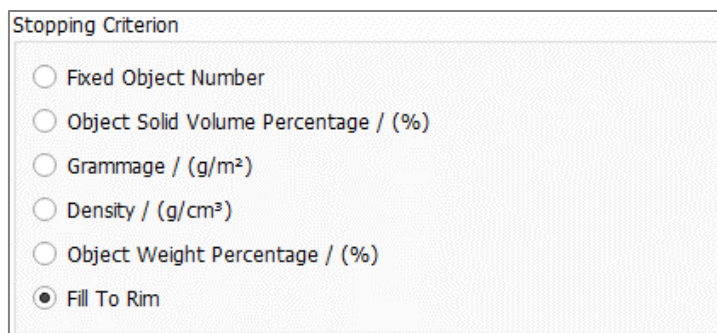 Stopping Criterion
Fixed Object Number
Object Solid Volume Percentage / (%)
Grammage / (g/m²)
Density / (g/cm³)
Object Weight Percentage / (%)
Fill To Rim